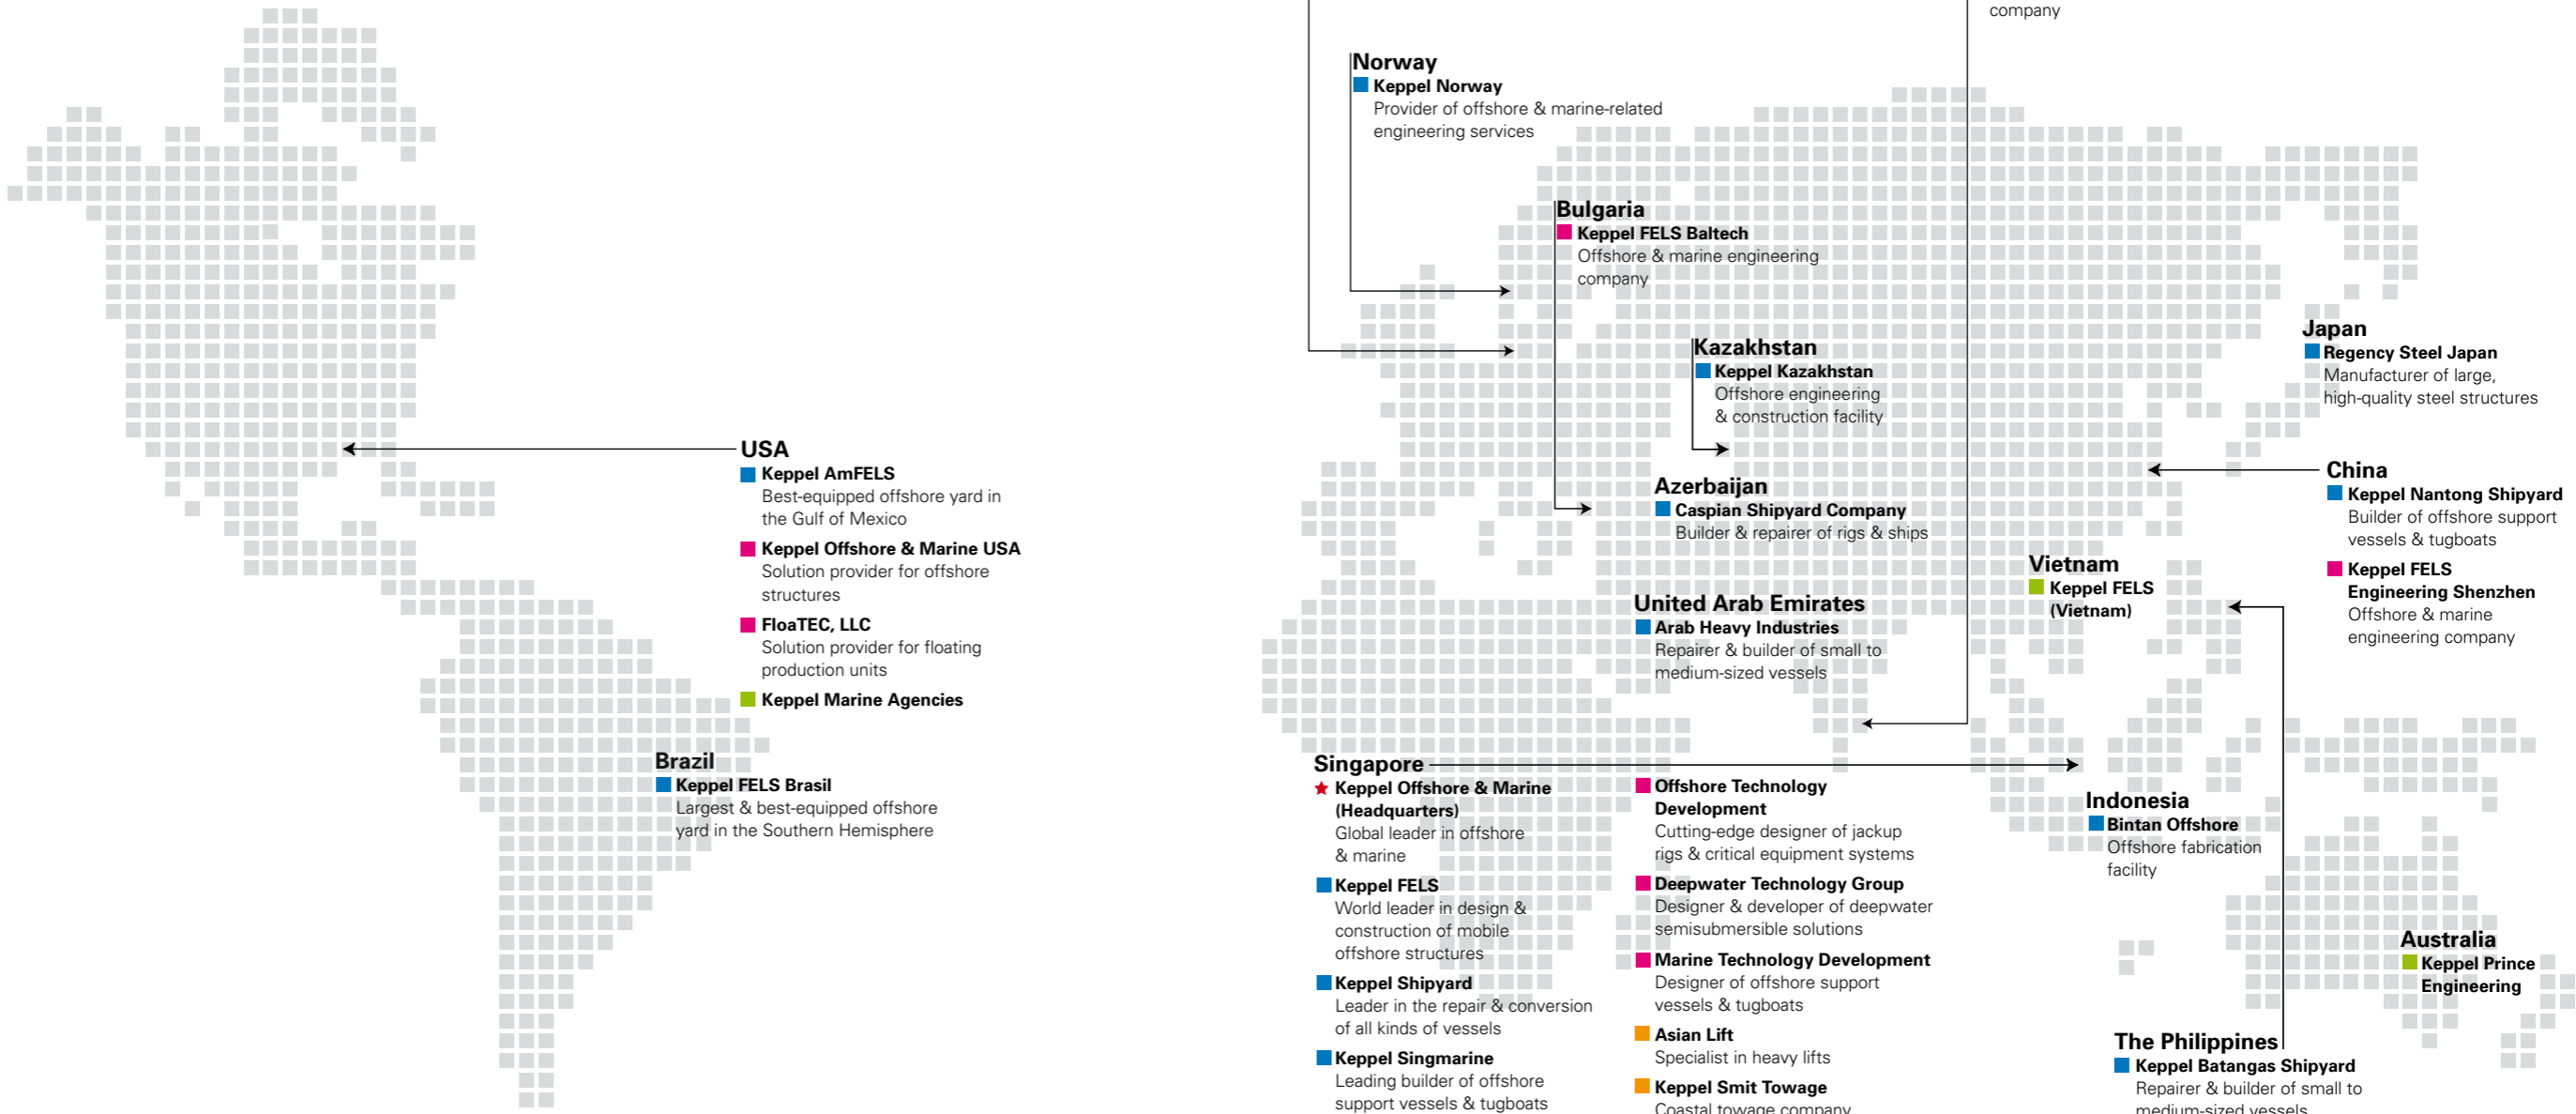 company
Norway
Keppel Norway
Provider of offshore & marine-related
engineering services
Bulgaria
Keppel FELS Baltech
Offshore & marine engineering
company
Kazakhstan
Keppel Kazakhstan
Offshore engineering
& construction facility
Azerbaijan
Caspian Shipyard Company
Builder & repairer of rigs & ships
United Arab Emirates
Arab Heavy Industries
Repairer & builder of small to
medium-sized vessels
Japan
Regency Steel Japan
Manufacturer of large,
high-quality steel structures
China
Keppel Nantong Shipyard
Builder of offshore support
vessels & tugboats
Keppel FELS
Engineering Shenzhen
Offshore & marine
engineering company
Vietnam
Keppel FELS
(Vietnam)
USA
Keppel AmFELS
Best-equipped offshore yard in
the Gulf of Mexico
Keppel Offshore & Marine USA
Solution provider for offshore
structures
FloaTEC, LLC
Solution provider for floating
production units
Keppel Marine Agencies
Brazil
Keppel FELS Brasil
Largest & best-equipped offshore
yard in the Southern Hemisphere
Singapore
Keppel Offshore & Marine
(Headquarters)
Global leader in offshore
& marine
Keppel FELS
World leader in design &
construction of mobile
offshore structures
Keppel Shipyard
Leader in the repair & conversion
of all kinds of vessels
Keppel Singmarine
Leading builder of offshore
support vessels & tugboats
Offshore Technology
Development
Cutting-edge designer of jackup
rigs & critical equipment systems
Deepwater Technology Group
Designer & developer of deepwater
semisubmersible solutions
Marine Technology Development
Designer of offshore support
vessels & tugboats
Asian Lift
Specialist in heavy lifts
Keppel Smit Towage
Coastal towage company
Indonesia
Bintan Offshore
Offshore fabrication
facility
Australia
Keppel Prince
Engineering
The Philippines
Keppel Batangas Shipyard
Repairer & builder of small to
medium-sized vessels